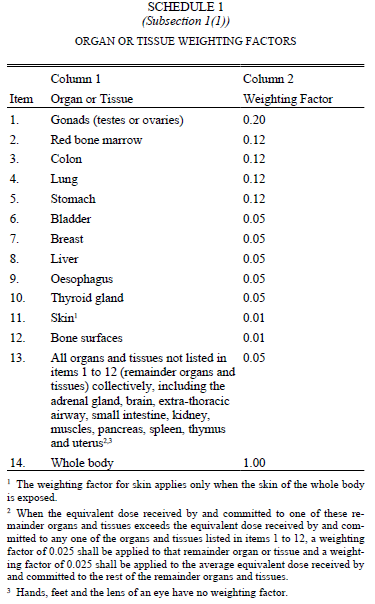 SCHEDULE 1
(Subsection 1(1))
ORGAN OR TISSUE WEIGHTING FACTORS
Column 1 Column 2
Item Organ or Tissue Weighting Factor
1. Gonads (testes or ovaries) 0.20
2. Red bone marrow 0.12
3. Colon 0.12
4. Lung 0.12
5. Stomach 0.12
6. Bladder 0.05
7. Breast 0.05
8. Liver 0.05
9. Oesophagus 0.05
10. Thyroid gland 0.05
11. Skin¹ 0.01
12. Bone surfaces 0.01
13. All organs and tissues not listed in 0.05
items 1 to 12 (remainder organs and
tissues) collectively, including the
adrenal gland, brain, extra-thoracic
airway, small intestine, kidney,
muscles, pancreas, spleen, thymus
and uterus²,³
14. Whole body 1.00
¹ The weighting factor for skin applies only when the skin of the whole body
is exposed.
² When the equivalent dose received by and committed to one of these re-
mainder organs and tissues exceeds the equivalent dose received by and com-
mitted to any one of the organs and tissues listed in items 1 to 12, a weighting
factor of 0.025 shall be applied to that remainder organ or tissue and a weight-
ing factor of 0.025 shall be applied to the average equivalent dose received by
and committed to the rest of the remainder organs and tissues.
³ Hands, feet and the lens of an eye have no weighting factor.